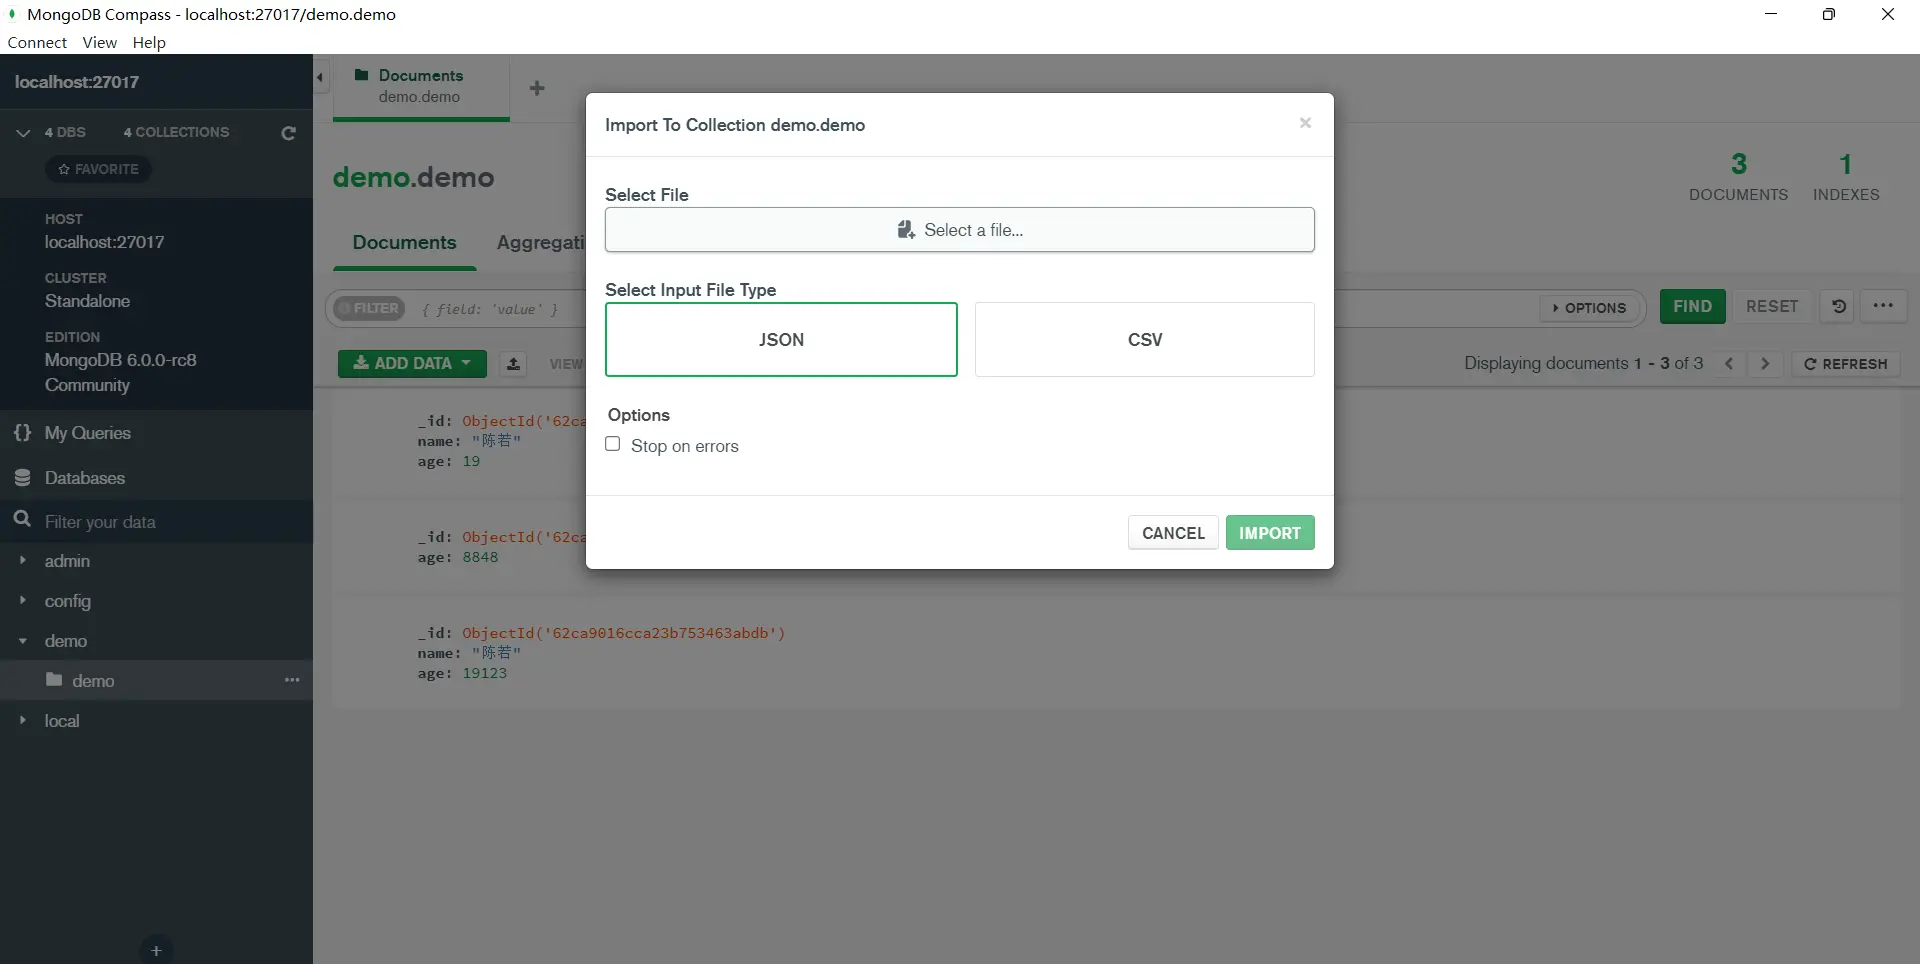 MongoDB Compass - localhost:27017/demo.demo
Connect View Help
localhost:27017
4 DBS 4 COLLECTIONS
FAVORITE
HOST
localhost:27017
CLUSTER
Standalone
EDITION
MongoDB 6.0.0-rc8
Community
{} My Queries
Databases
Filter your data
admin
config
demo
demo
local
Documents
demo.demo
demo.demo
3
DOCUMENTS
1
INDEXES
Documents Aggregati
FILTER { field: 'value' }
OPTIONS FIND RESET
ADD DATA VIEW
Displaying documents 1 - 3 of 3 REFRESH
_id: ObjectId('62ca
name: "陈若"
age: 19
_id: ObjectId('62ca
age: 8848
_id: ObjectId('62ca9016cca23b753463abdb')
name: "陈若"
age: 19123
Import To Collection demo.demo
Select File
Select a file...
Select Input File Type
JSON CSV
Options
Stop on errors
CANCEL IMPORT